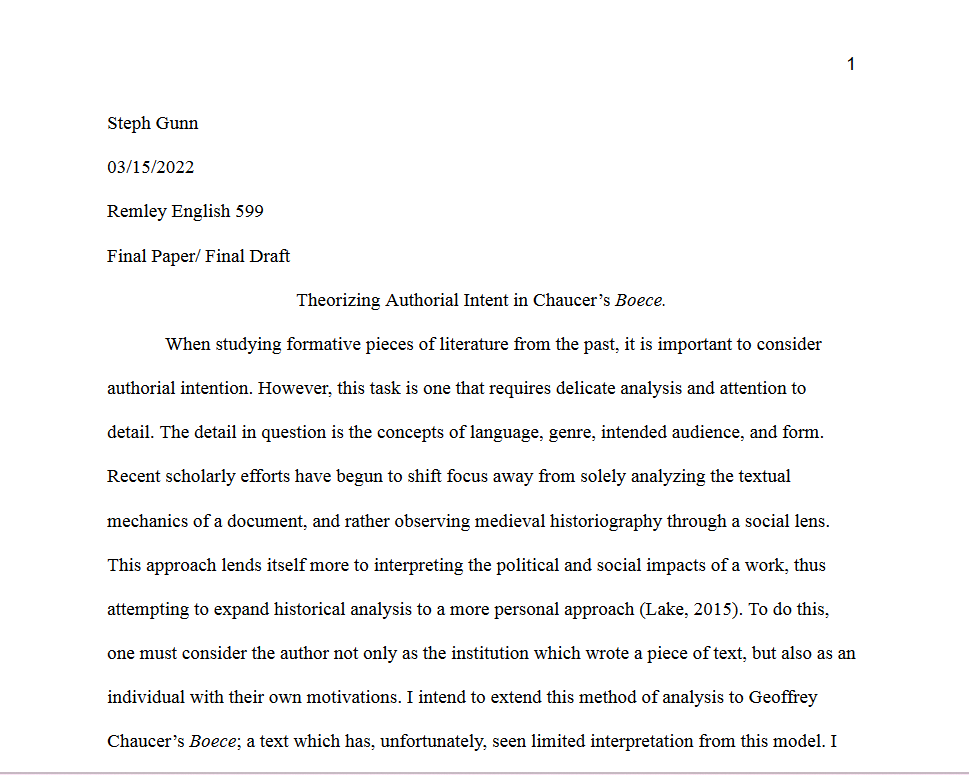 1
Steph Gunn
03/15/2022
Remley English 599
Final Paper/ Final Draft
Theorizing Authorial Intent in Chaucer’s Boece.
When studying formative pieces of literature from the past, it is important to consider
authorial intention. However, this task is one that requires delicate analysis and attention to
detail. The detail in question is the concepts of language, genre, intended audience, and form.
Recent scholarly efforts have begun to shift focus away from solely analyzing the textual
mechanics of a document, and rather observing medieval historiography through a social lens.
This approach lends itself more to interpreting the political and social impacts of a work, thus
attempting to expand historical analysis to a more personal approach (Lake, 2015). To do this,
one must consider the author not only as the institution which wrote a piece of text, but also as an
individual with their own motivations. I intend to extend this method of analysis to Geoffrey
Chaucer’s Boece; a text which has, unfortunately, seen limited interpretation from this model. I